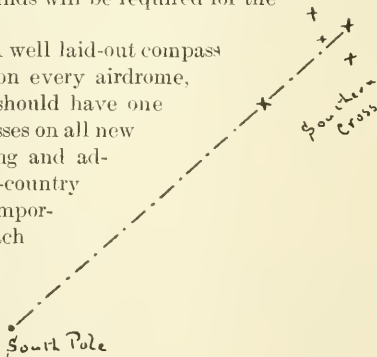 nds will be required for the
well laid-out compass
on every airdrome,
should have one
sses on all new
ng and ad-
-country
mpor-
ch
Southern
Cross
South Pole